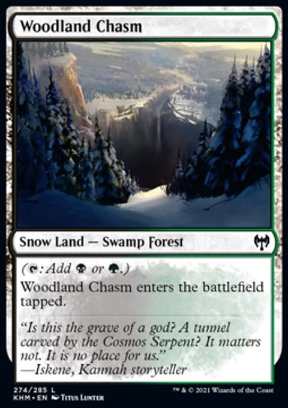 Woodland Chasm
Snow Land — Swamp Forest
(: Add or .)
Woodland Chasm enters the battlefield
tapped.
"Is this the grave of a god? A tunnel
carved by the Cosmos Serpent? It matters
not. It is no place for us."
—Iskene, Kannah storyteller
274/285 L
KHM • EN Titus Lunter
™ & © 2021 Wizards of the Coast